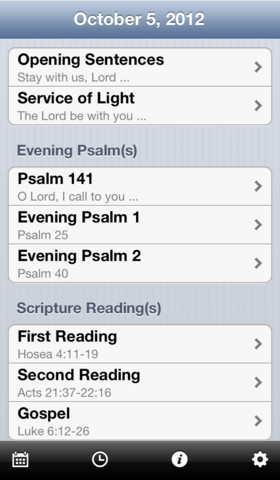 October 5, 2012
Opening Sentences
Stay with us, Lord ...
Service of Light
The Lord be with you ...
Evening Psalm(s)
Psalm 141
O Lord, I call to you ...
Evening Psalm 1
Psalm 25
Evening Psalm 2
Psalm 40
Scripture Reading(s)
First Reading
Hosea 4:11-19
Second Reading
Acts 21:37-22:16
Gospel
Luke 6:12-26